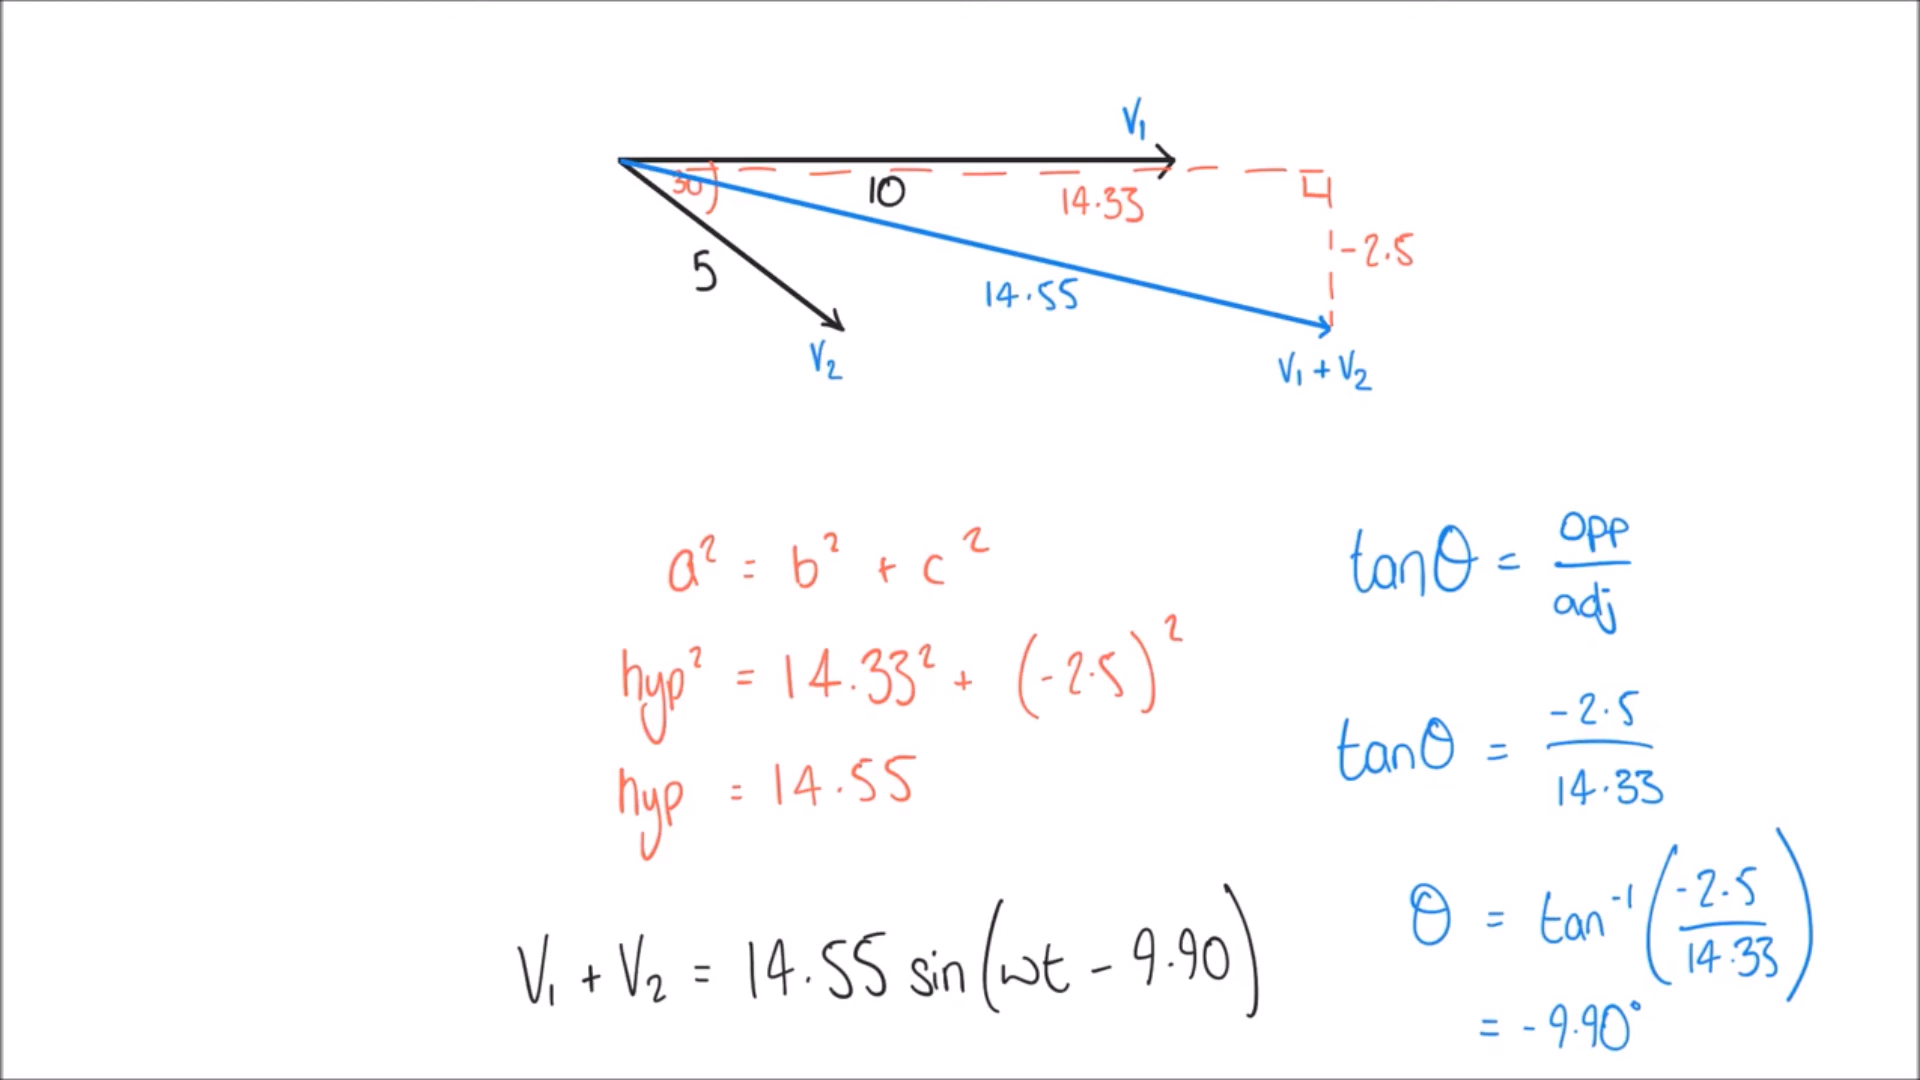 V₁
30
10
14.33
-2.5
5
14.55
V₂
V₁ + V₂
a² = b² + c²
hyp² = 14.33² + (-2.5)²
hyp = 14.55
V₁ + V₂ = 14.55 sin(wt - 9.90)
tanθ = opp/adj
tanθ = -2.5/14.33
θ = tan⁻¹(-2.5/14.33)
= -9.90°